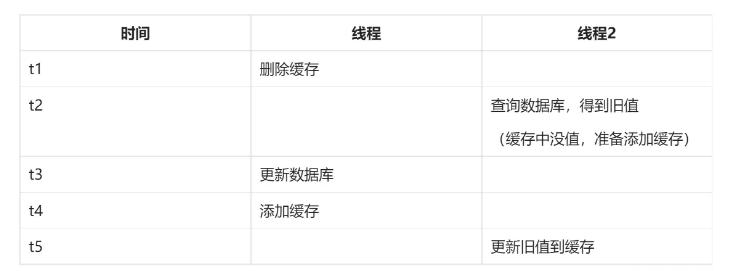 时间 线程 线程2
t1 删除缓存
t2 查询数据库，得到旧值
（缓存中没值，准备添加缓存）
t3 更新数据库
t4 添加缓存
t5 更新旧值到缓存